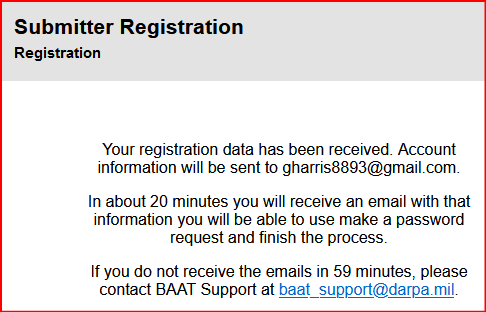 Submitter Registration
Registration
Your registration data has been received. Account
information will be sent to gharris8893@gmail.com.
In about 20 minutes you will receive an email with that
information you will be able to use make a password
request and finish the process.
If you do not receive the emails in 59 minutes, please
contact BAAT Support at baat_support@darpa.mil.